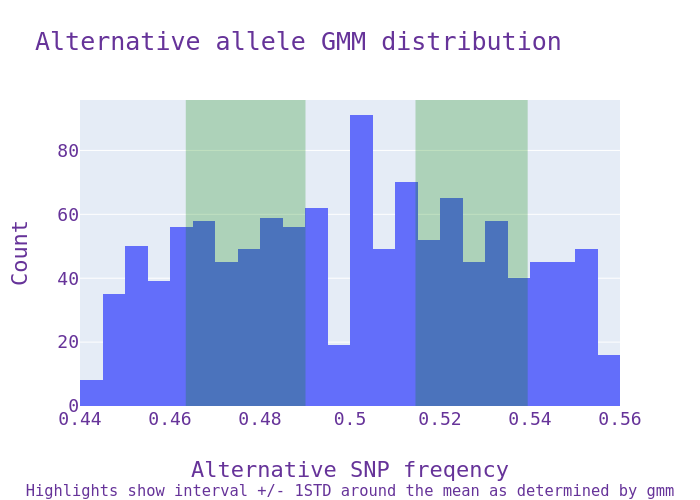 Alternative allele GMM distribution
Count
80
60
40
20
0
0.44 0.46 0.48 0.5 0.52 0.54 0.56
Alternative SNP freqency
Highlights show interval +/- 1STD around the mean as determined by gmm